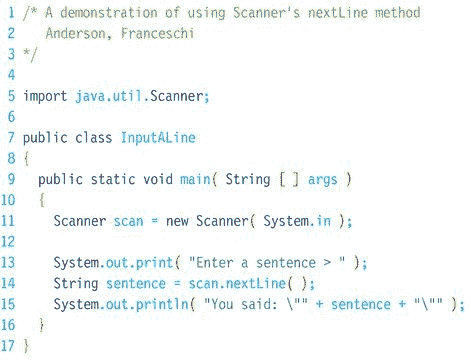 1 /* A demonstration of using Scanner's nextLine method
2    Anderson, Franceschi
3 */
4
5 import java.util.Scanner;
6
7 public class InputALine
8 {
9   public static void main( String [ ] args )
10   {
11     Scanner scan = new Scanner( System.in );
12
13     System.out.print( "Enter a sentence > " );
14     String sentence = scan.nextLine( );
15     System.out.println( "You said: \"" + sentence + "\"" );
16   }
17 }